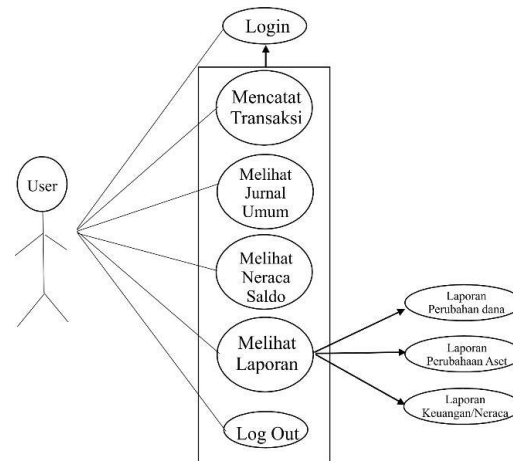 Login
Mencatat
Transaksi
User
Melihat
Jurnal
Umum
Melihat
Neraca
Saldo
Melihat
Laporan
Log Out
Laporan
Perubahan dana
Laporan
Perubahaan Aset
Laporan
Keuangan/Neraca